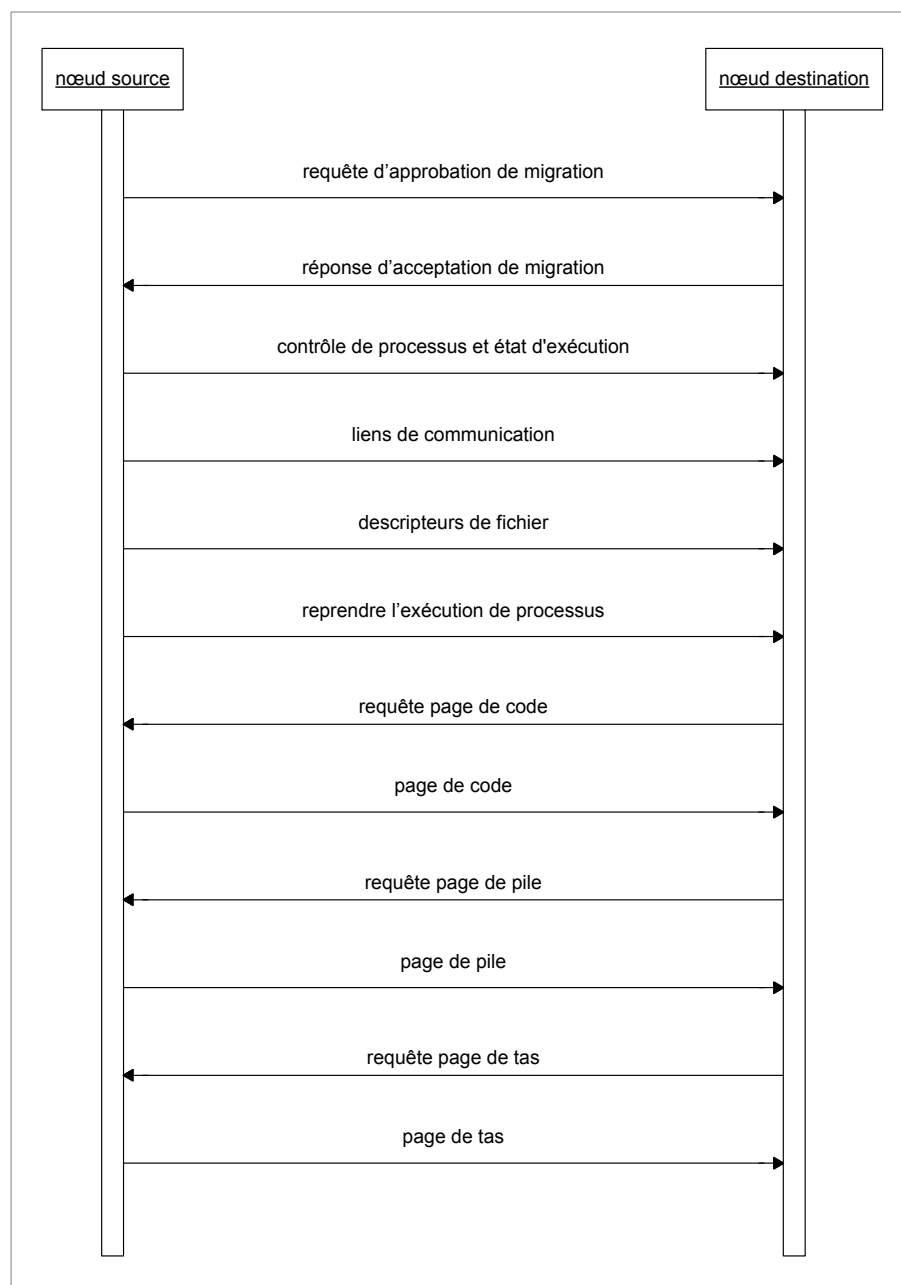 nœud source
nœud destination
requête d’approbation de migration
réponse d’acceptation de migration
contrôle de processus et état d'exécution
liens de communication
descripteurs de fichier
reprendre l’exécution de processus
requête page de code
page de code
requête page de pile
page de pile
requête page de tas
page de tas